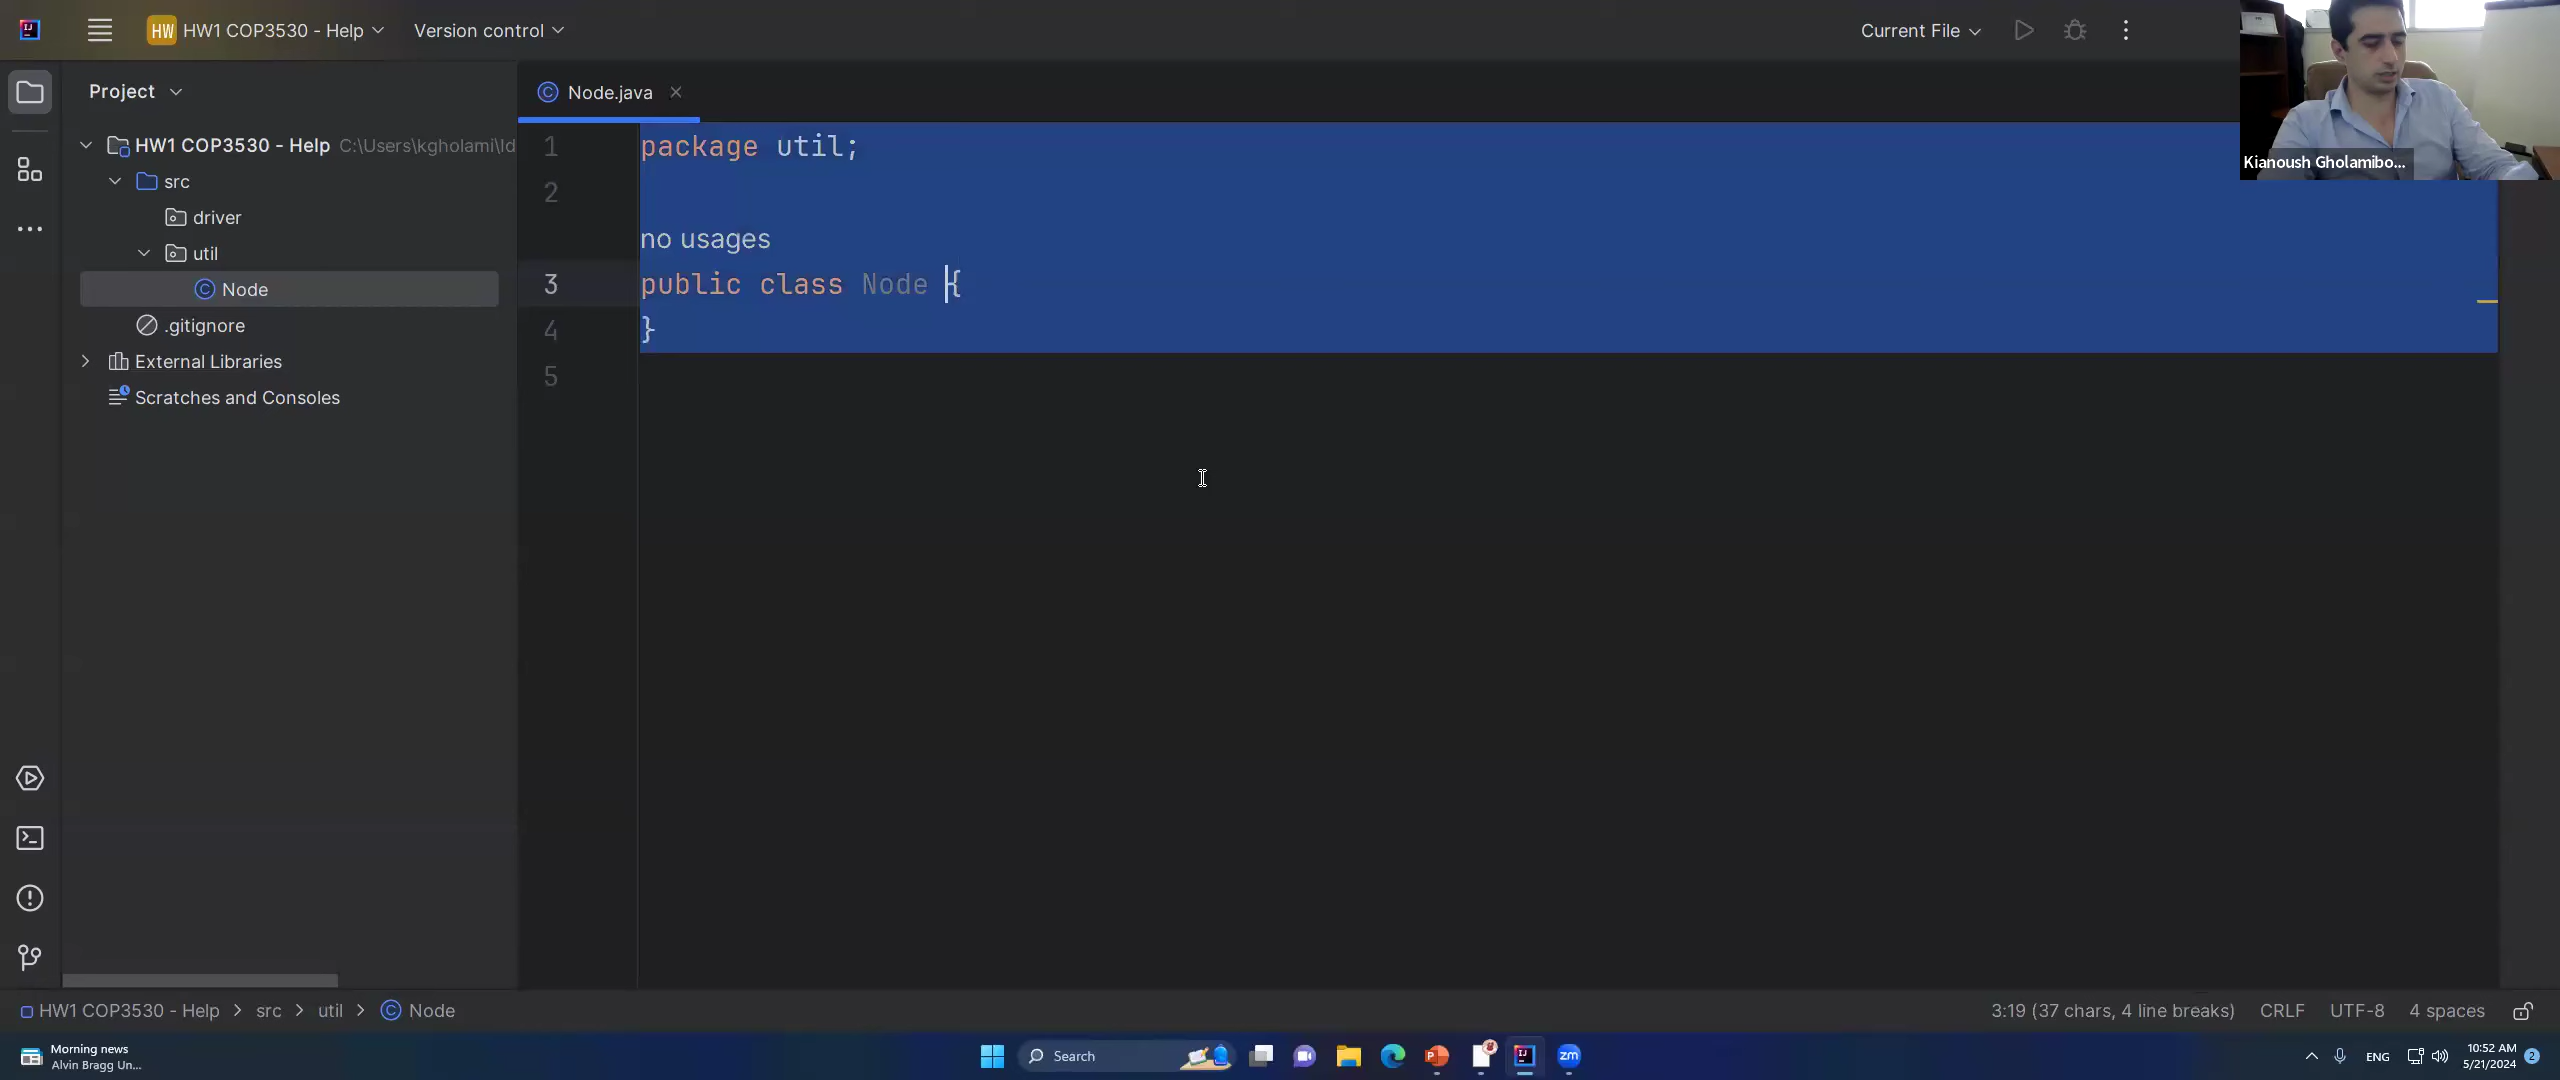 HW HW1 COP3530 - Help Version control
Current File
Project
HW1 COP3530 - Help C:\Users\kgholami\Id
src
driver
util
Node
.gitignore
External Libraries
Scratches and Consoles
Node.java
1 package util;
2
no usages
3 public class Node {
4 }
5
Kianoush Gholamibo...
HW1 COP3530 - Help > src > util > Node
3:19 (37 chars, 4 line breaks) CRLF UTF-8 4 spaces
Morning news
Alvin Bragg Un...
Search
zm
ENG
10:52 AM
5/21/2024
2